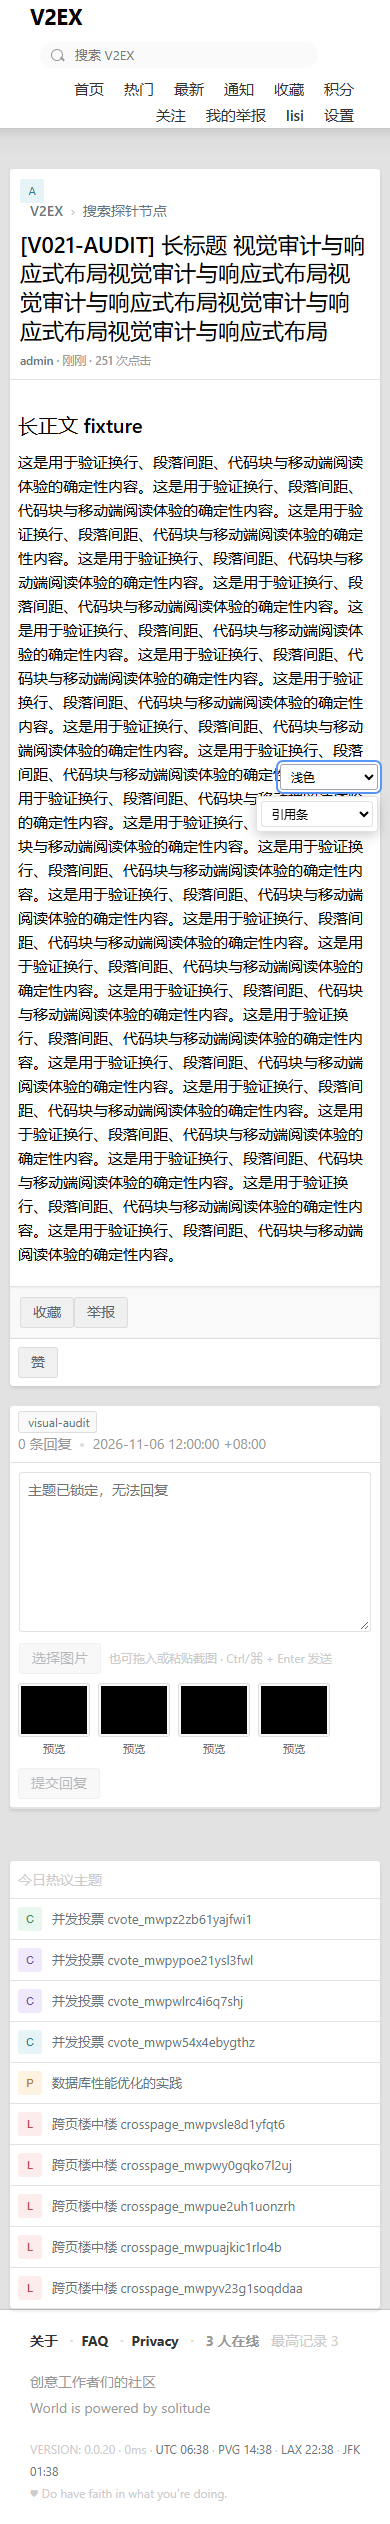 V2EX
搜索 V2EX
首页 热门 最新 通知 收藏 积分
关注 我的举报 lisi 设置
A
V2EX › 搜索探针节点
[V021-AUDIT] 长标题 视觉审计与响
应式布局视觉审计与响应式布局视
觉审计与响应式布局视觉审计与响
应式布局视觉审计与响应式布局
admin · 刚刚 · 251 次点击
长正文 fixture
这是用于验证换行、段落间距、代码块与移动端阅读
体验的确定性内容。这是用于验证换行、段落间距、
代码块与移动端阅读体验的确定性内容。这是用于验
证换行、段落间距、代码块与移动端阅读体验的确定
性内容。这是用于验证换行、段落间距、代码块与移
动端阅读体验的确定性内容。这是用于验证换行、段
落间距、代码块与移动端阅读体验的确定性内容。这
是用于验证换行、段落间距、代码块与移动端阅读体
验的确定性内容。这是用于验证换行、段落间距、代
码块与移动端阅读体验的确定性内容。这是用于验证
换行、段落间距、代码块与移动端阅读体验的确定性
内容。这是用于验证换行、段落间距、代码块与移动
端阅读体验的确定性内容。这是用于验证换行、段落
间距、代码块与移动端阅读体验的确定 浅色
用于验证换行、段落间距、代码块与
引用条
的确定性内容。这是用于验证换行、
块与移动端阅读体验的确定性内容。这是用于验证换
行、段落间距、代码块与移动端阅读体验的确定性内
容。这是用于验证换行、段落间距、代码块与移动端
阅读体验的确定性内容。这是用于验证换行、段落间
距、代码块与移动端阅读体验的确定性内容。这是用
于验证换行、段落间距、代码块与移动端阅读体验的
确定性内容。这是用于验证换行、段落间距、代码块
与移动端阅读体验的确定性内容。这是用于验证换
行、段落间距、代码块与移动端阅读体验的确定性内
容。这是用于验证换行、段落间距、代码块与移动端
阅读体验的确定性内容。这是用于验证换行、段落间
距、代码块与移动端阅读体验的确定性内容。这是用
于验证换行、段落间距、代码块与移动端阅读体验的
确定性内容。这是用于验证换行、段落间距、代码块
与移动端阅读体验的确定性内容。这是用于验证换
行、段落间距、代码块与移动端阅读体验的确定性内
容。这是用于验证换行、段落间距、代码块与移动端
阅读体验的确定性内容。
收藏 举报
赞
visual-audit
0 条回复 • 2026-11-06 12:00:00 +08:00
主题已锁定，无法回复
选择图片 也可拖入或粘贴截图 · Ctrl/⌘ + Enter 发送
预览 预览 预览 预览
提交回复
今日热议主题
C 并发投票 cvote_mwpz2zb61yajfwi1
C 并发投票 cvote_mwpypoe21ysl3fwl
C 并发投票 cvote_mwpwlrc4i6q7shj
C 并发投票 cvote_mwpw54x4ebygthz
P 数据库性能优化的实践
L 跨页楼中楼 crosspage_mwpvsle8d1yfqt6
L 跨页楼中楼 crosspage_mwpwy0gqko7l2uj
L 跨页楼中楼 crosspage_mwpue2uh1uonzrh
L 跨页楼中楼 crosspage_mwpuajkic1rlo4b
L 跨页楼中楼 crosspage_mwpyv23g1soqddaa
关于 · FAQ · Privacy · 3 人在线 最高记录 3
创意工作者们的社区
World is powered by solitude
VERSION: 0.0.20 · 0ms · UTC 06:38 · PVG 14:38 · LAX 22:38 · JFK
01:38
♥ Do have faith in what you're doing.